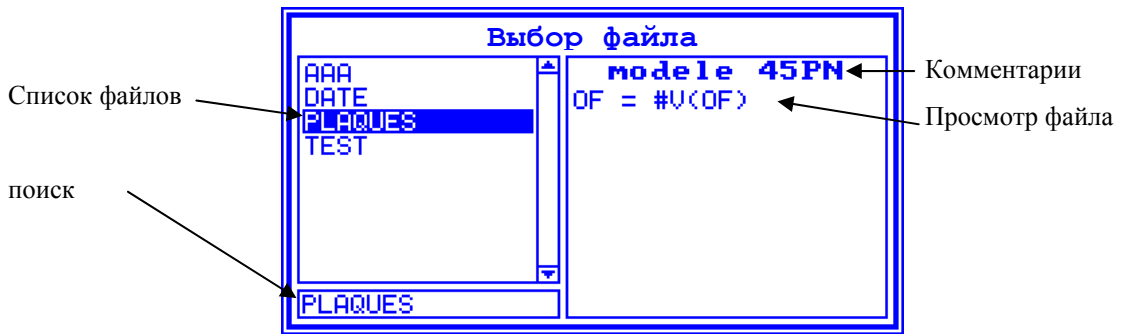 Выбор файла
Список файлов
поиск
AAA
DATE
PLAQUES
TEST
PLAQUES
modele 45PN
OF = #V(OF)
Комментарии
Просмотр файла